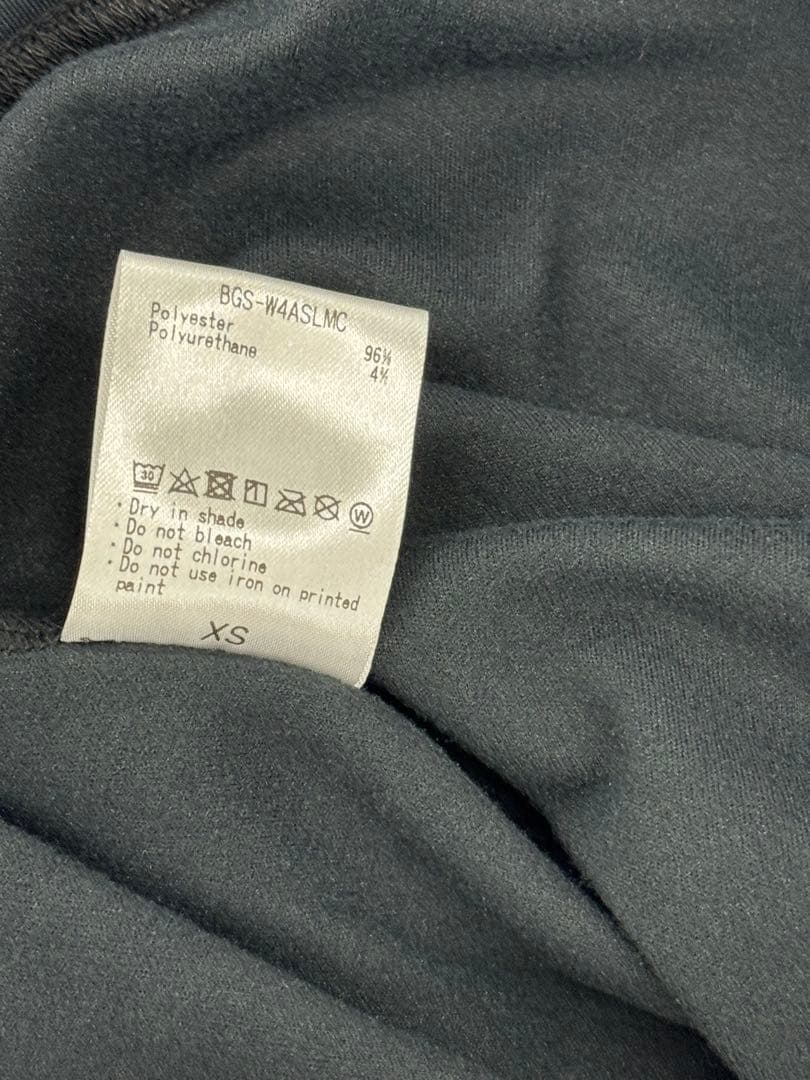 BGS-W4ASLMC
Polyester 96%
Polyurethane 4%
30 W
・Dry in shade
・Do not bleach
・Do not chlorine
・Do not use iron on printed
paint
XS